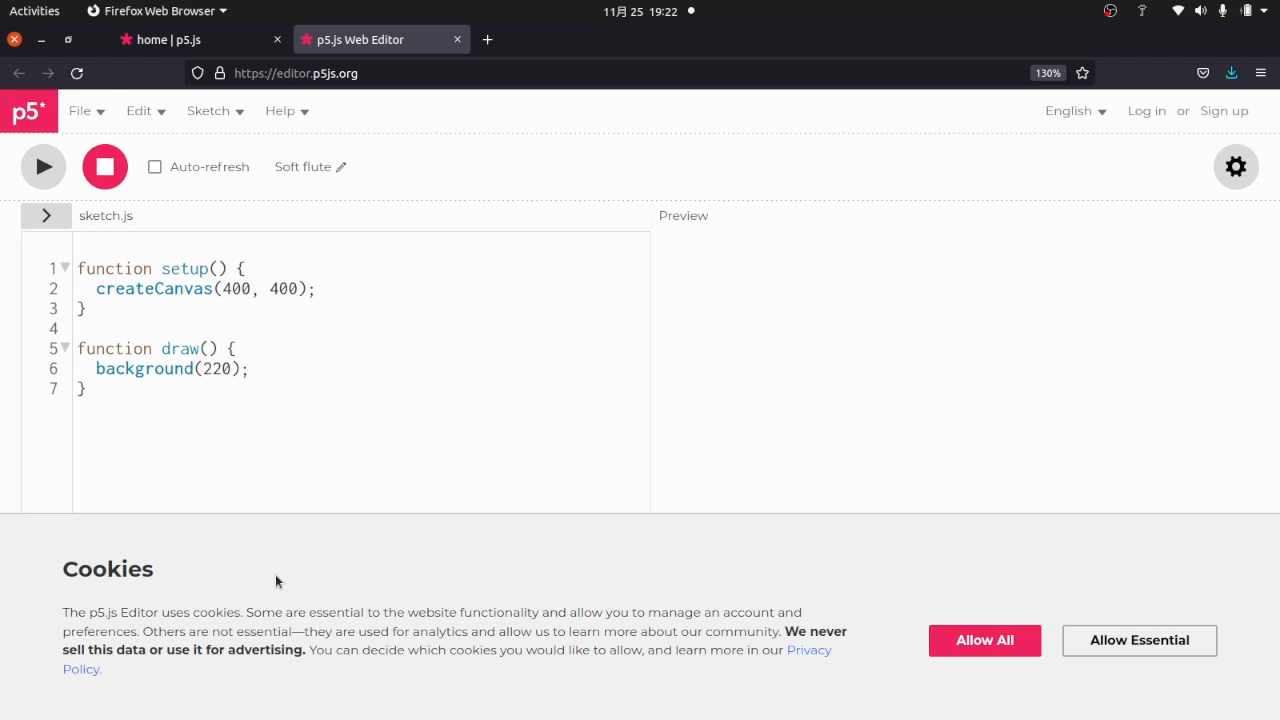 Activities Firefox Web Browser 11月 25 19:22
home | p5.js p5.js Web Editor
https://editor.p5js.org 130%
p5* File Edit Sketch Help English Log in or Sign up
Auto-refresh Soft flute
sketch.js Preview
1 function setup() {
2 createCanvas(400, 400);
3 }
4
5 function draw() {
6 background(220);
7 }
Cookies
The p5.js Editor uses cookies. Some are essential to the website functionality and allow you to manage an account and
preferences. Others are not essential—they are used for analytics and allow us to learn more about our community. We never
sell this data or use it for advertising. You can decide which cookies you would like to allow, and learn more in our Privacy
Policy.
Allow All Allow Essential